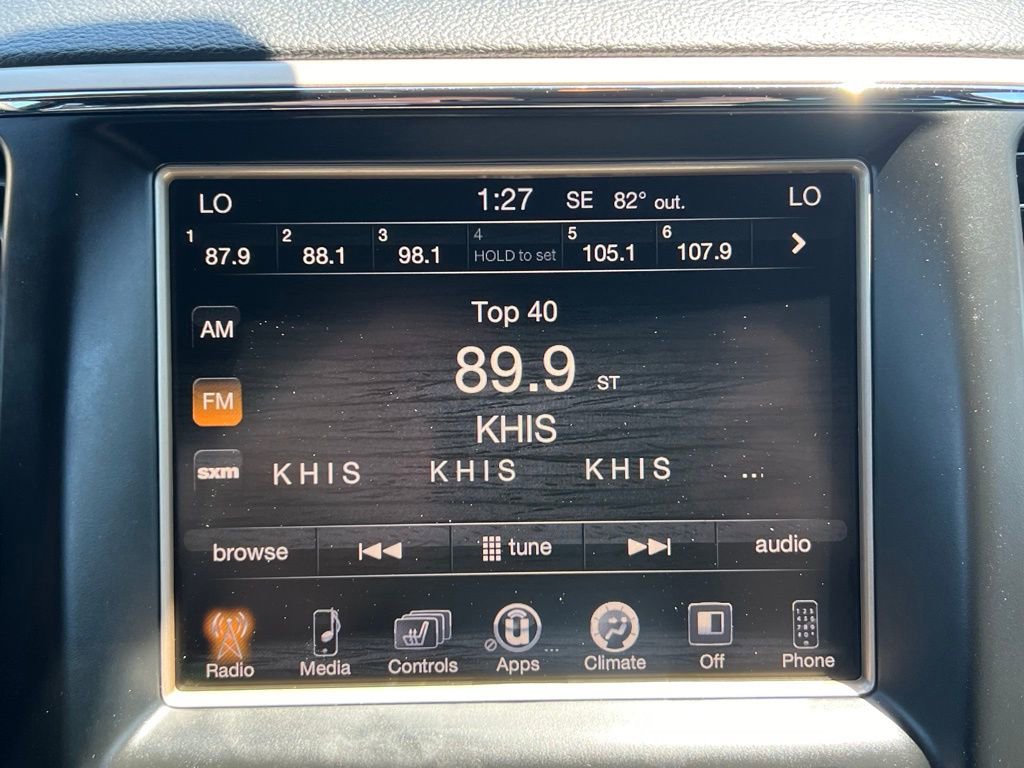 LO 1:27 SE 82° out. LO
1 87.9 2 88.1 3 98.1 4 HOLD to set 5 105.1 6 107.9
Top 40
AM
89.9 ST
FM
KHIS
sxm KHIS KHIS KHIS ...
browse tune audio
Radio Media Controls Apps ... Climate Off Phone